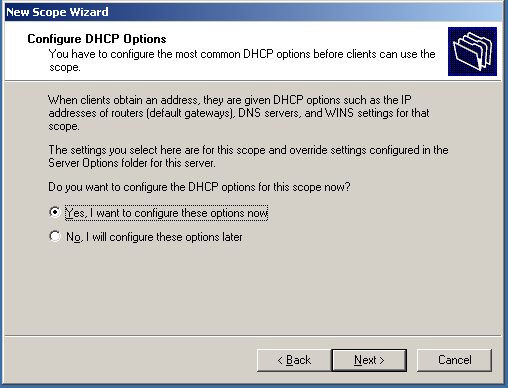 New Scope Wizard
Configure DHCP Options
You have to configure the most common DHCP options before clients can use the
scope.
When clients obtain an address, they are given DHCP options such as the IP
addresses of routers (default gateways), DNS servers, and WINS settings for that
scope.
The settings you select here are for this scope and override settings configured in the
Server Options folder for this server.
Do you want to configure the DHCP options for this scope now?
Yes, I want to configure these options now
No, I will configure these options later
< Back
Next >
Cancel